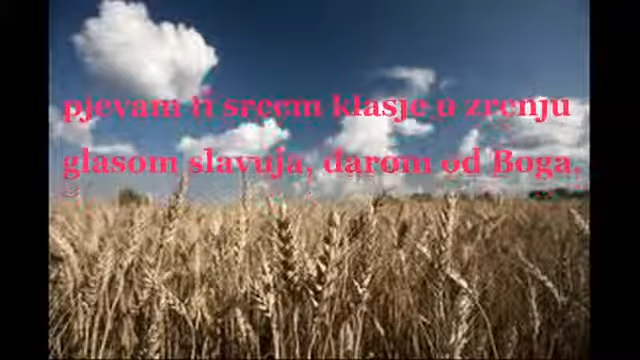 pjevam ti srcem klasje u zrenju
glasom slavuja, darom od Boga,